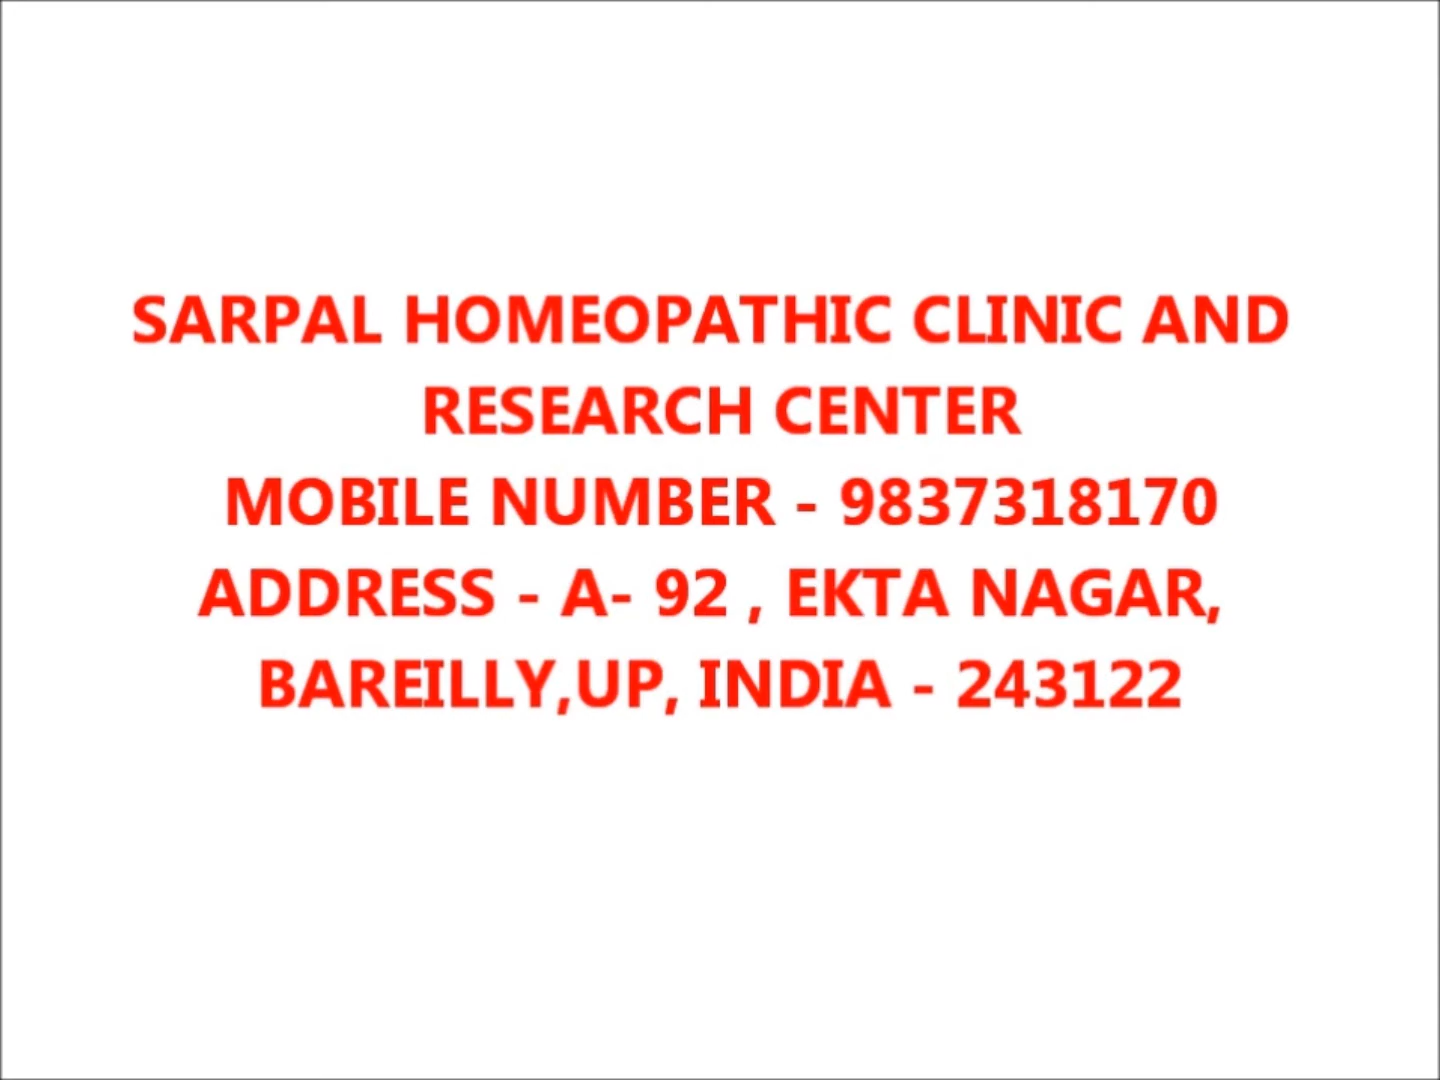 SARPAL HOMEOPATHIC CLINIC AND
RESEARCH CENTER
MOBILE NUMBER - 9837318170
ADDRESS - A- 92 , EKTA NAGAR,
BAREILLY,UP, INDIA - 243122